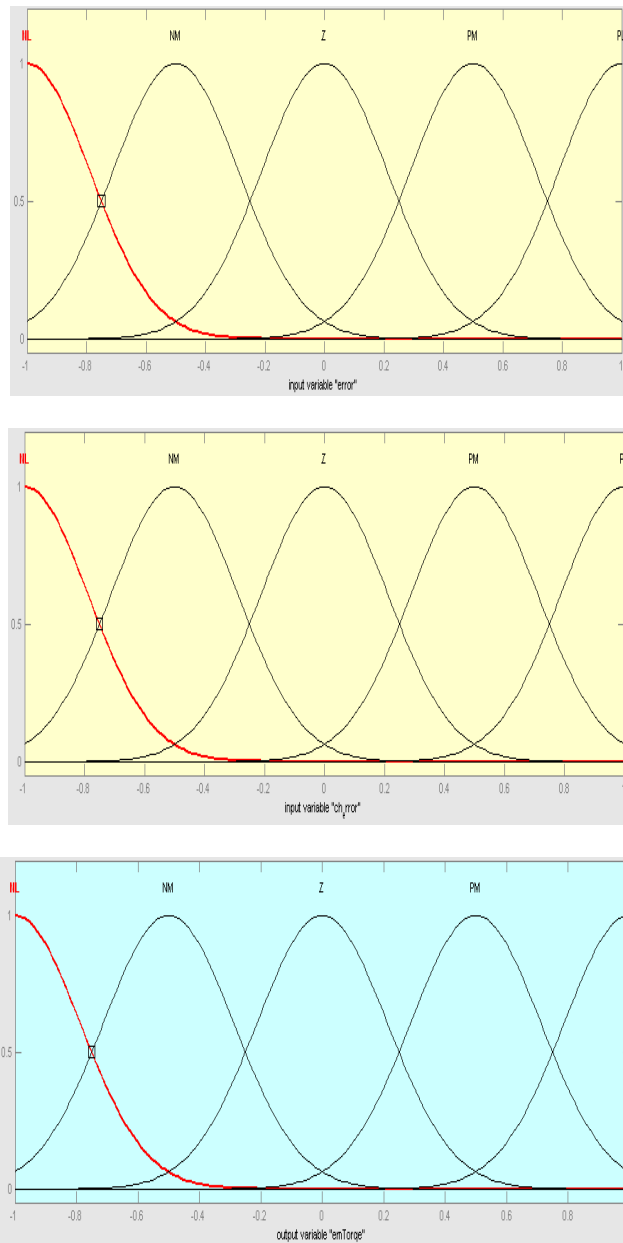 NL NM Z PM PL
1
0.5
0
-1 -0.8 -0.6 -0.4 -0.2 0 0.2 0.4 0.6 0.8 1
input variable "error"
NL NM Z PM P
1
0.5
0
-1 -0.8 -0.6 -0.4 -0.2 0 0.2 0.4 0.6 0.8 1
input variable "ch_error"
NL NM Z PM
1
0.5
0
-1 -0.8 -0.6 -0.4 -0.2 0 0.2 0.4 0.6 0.8
output variable "emTorqe"